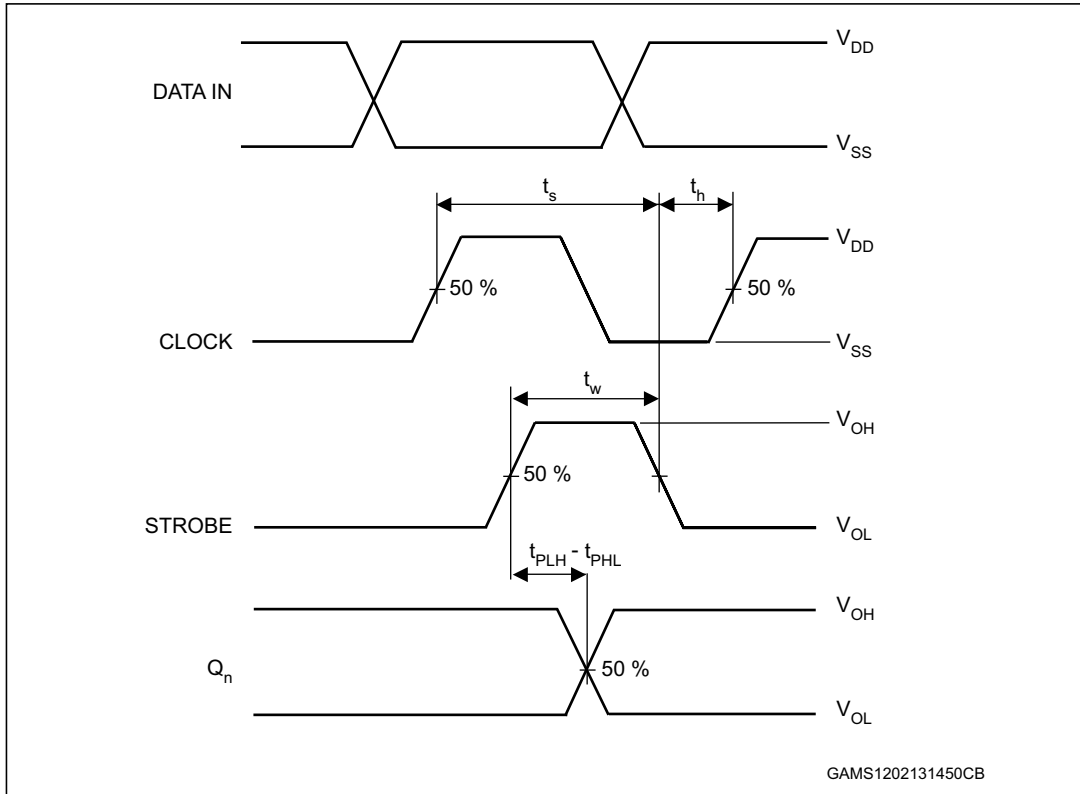 V_DD
DATA IN
V_SS
t_s
t_h
V_DD
50 %
50 %
CLOCK
V_SS
t_w
V_OH
50 %
STROBE
V_OL
t_PLH - t_PHL
V_OH
Q_n
50 %
V_OL
GAMS1202131450CB